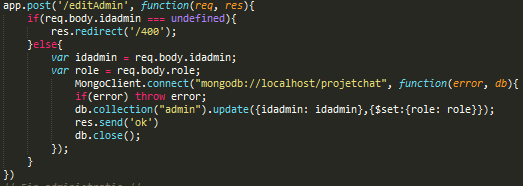 app.post('/editAdmin', function(req, res){
if(req.body.idadmin === undefined){
res.redirect('/400');
}else{
var idadmin = req.body.idadmin;
var role = req.body.role;
MongoClient.connect("mongodb://localhost/projetchat", function(error, db){
if(error) throw error;
db.collection("admin").update({idadmin: idadmin},{$set:{role: role}});
res.send('ok')
db.close();
});
}
})